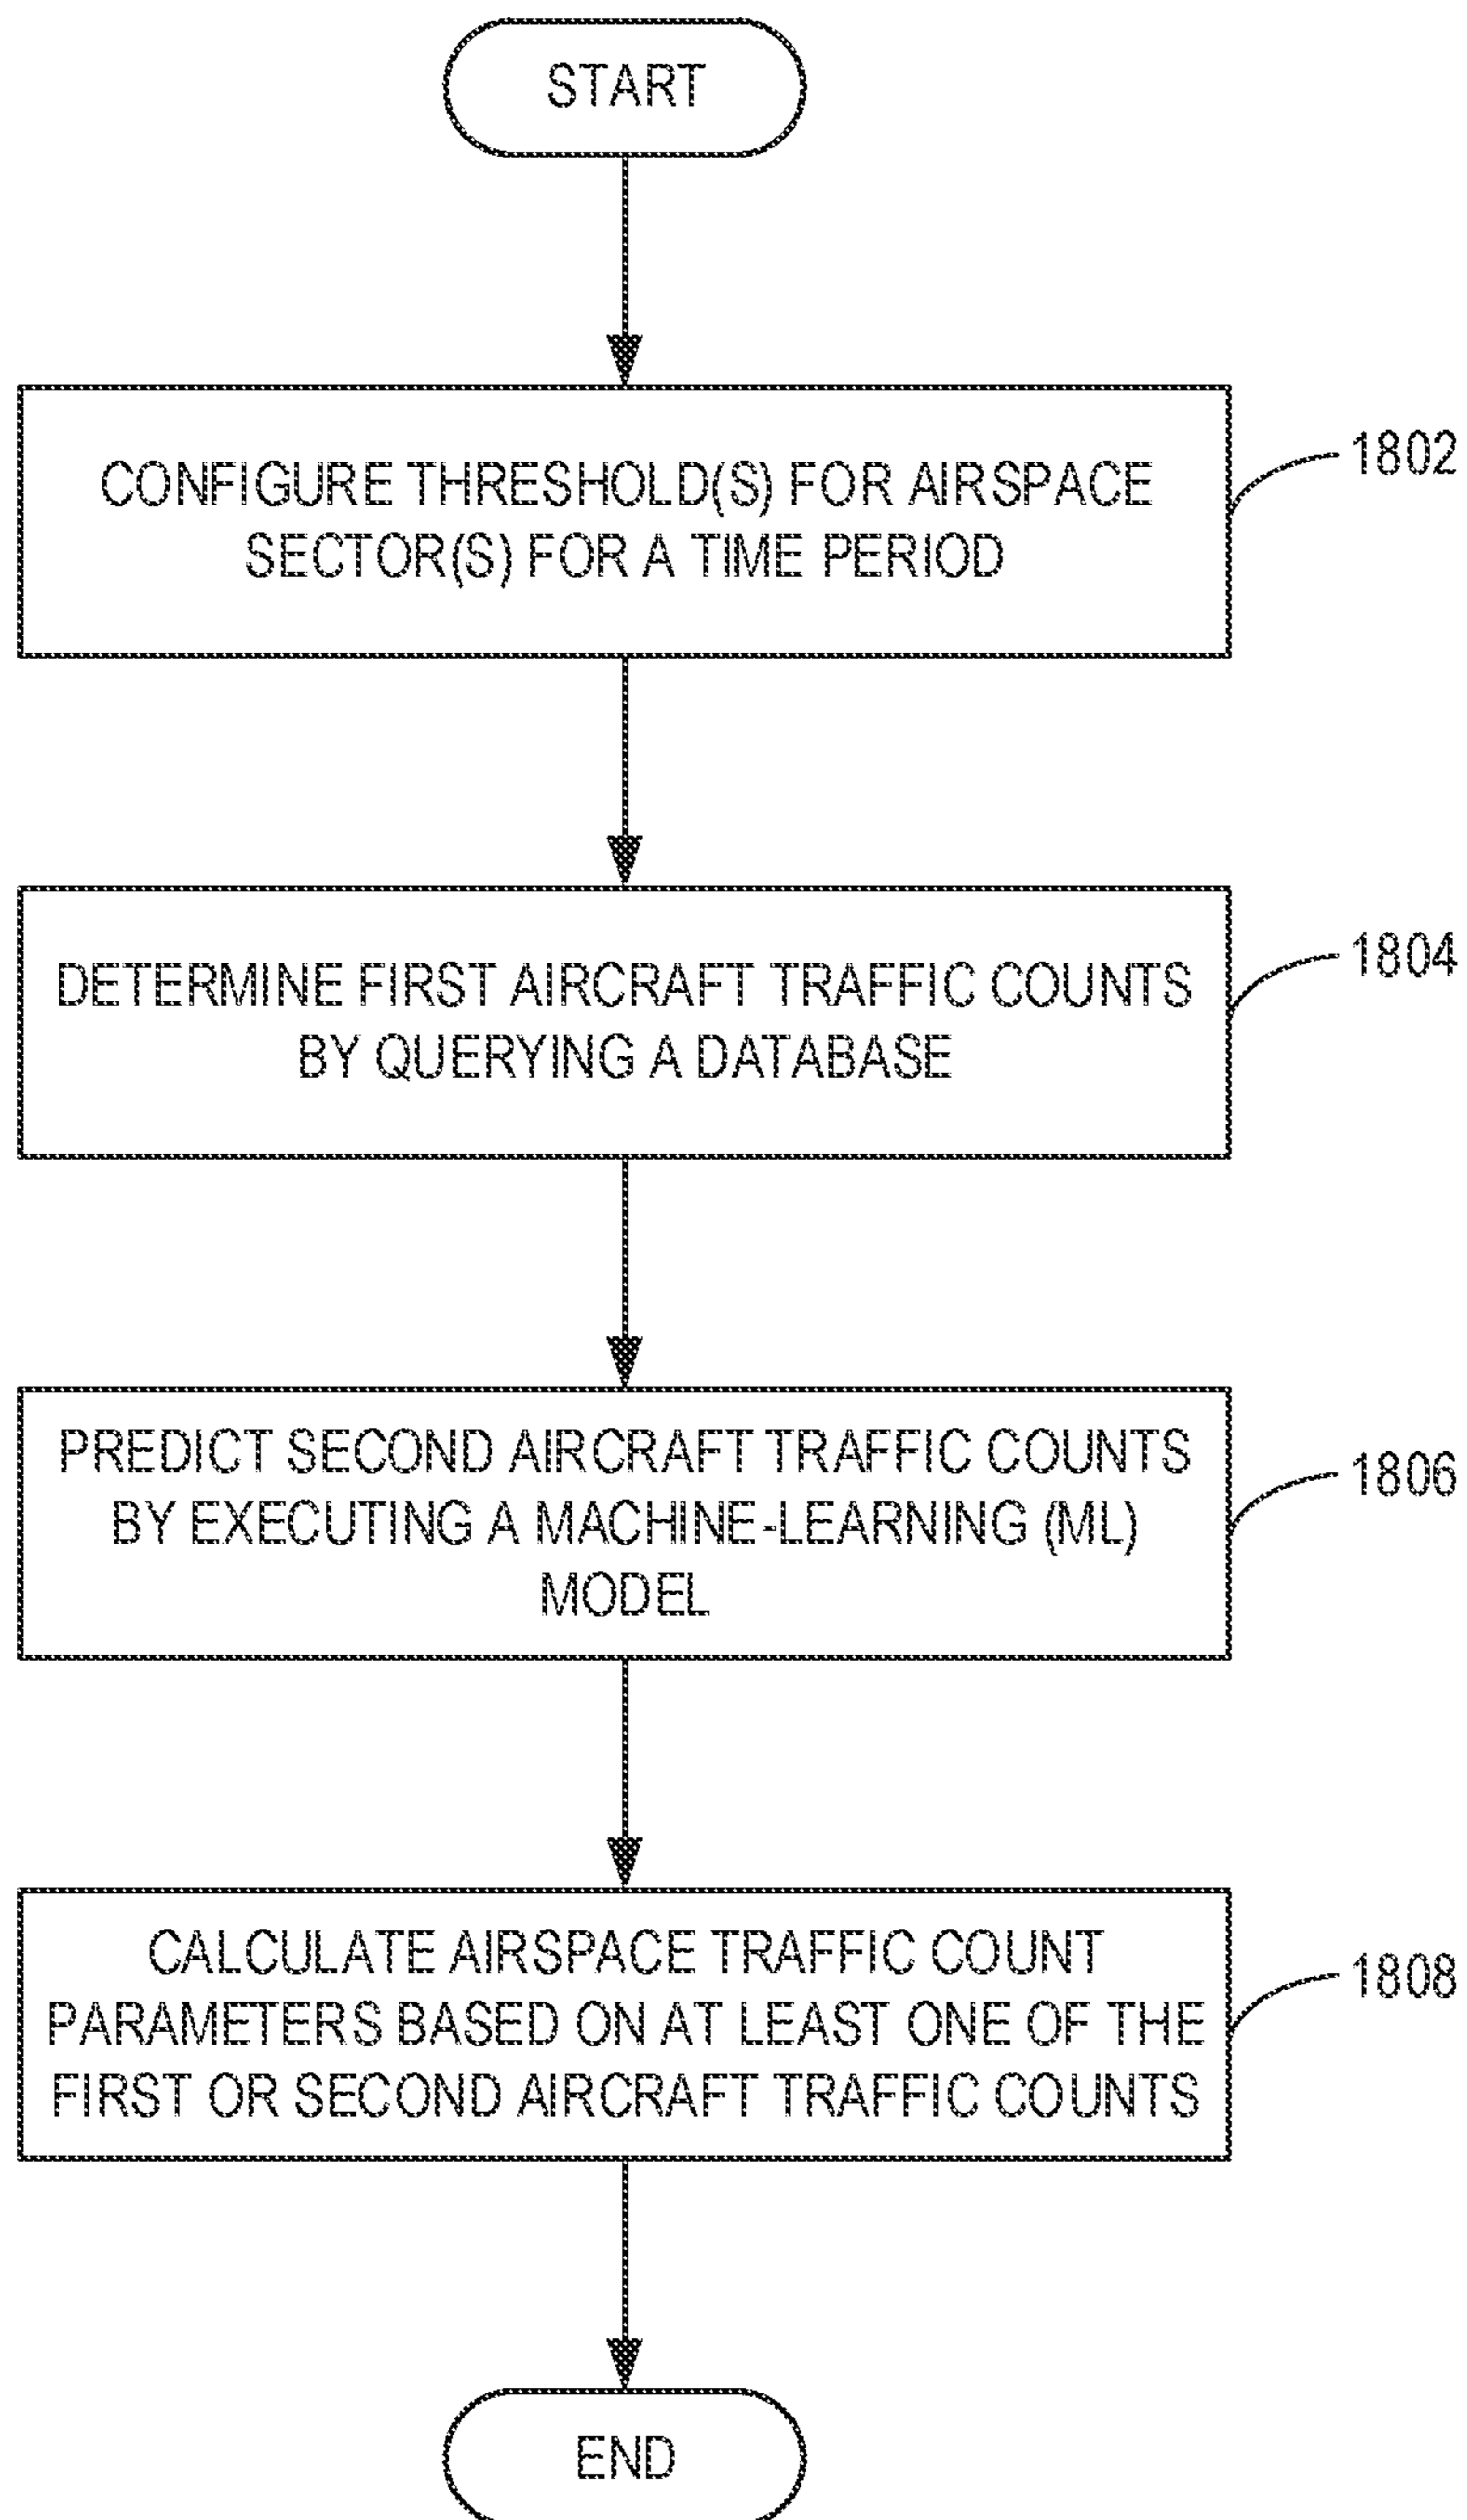 START
CONFIGURE THRESHOLD(S) FOR AIRSPACE
SECTOR(S) FOR A TIME PERIOD
1802
DETERMINE FIRST AIRCRAFT TRAFFIC COUNTS
BY QUERYING A DATABASE
1804
PREDICT SECOND AIRCRAFT TRAFFIC COUNTS
BY EXECUTING A MACHINE-LEARNING (ML)
MODEL
1806
CALCULATE AIRSPACE TRAFFIC COUNT
PARAMETERS BASED ON AT LEAST ONE OF THE
FIRST OR SECOND AIRCRAFT TRAFFIC COUNTS
1808
END